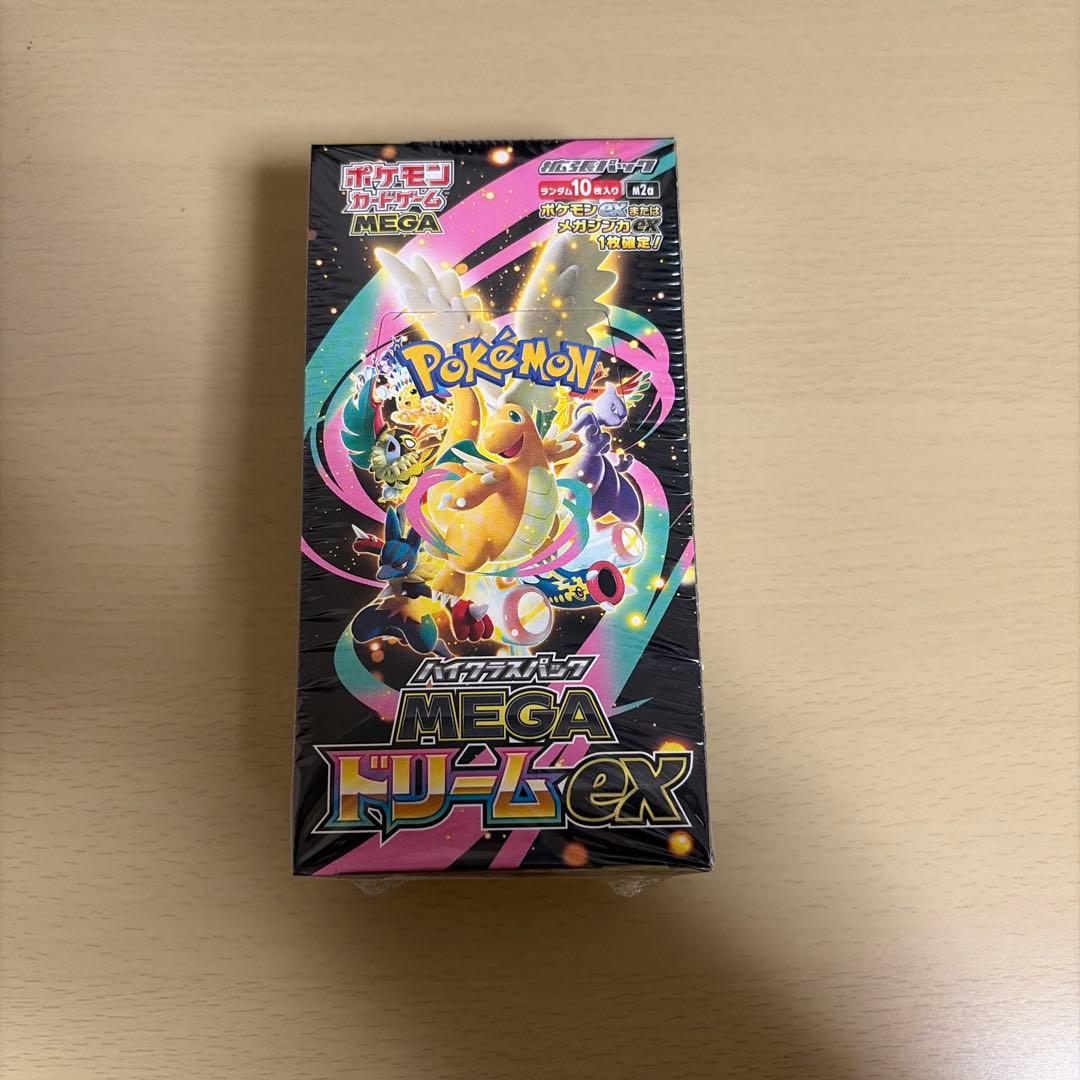 ポケモン
カードゲーム
MEGA
拡張パック
ランダム10枚入り M2a
ポケモンexまたは
メガシンカex
1枚確定!
POKéMON
TM
ハイクラスパック
MEGA
ドリームex